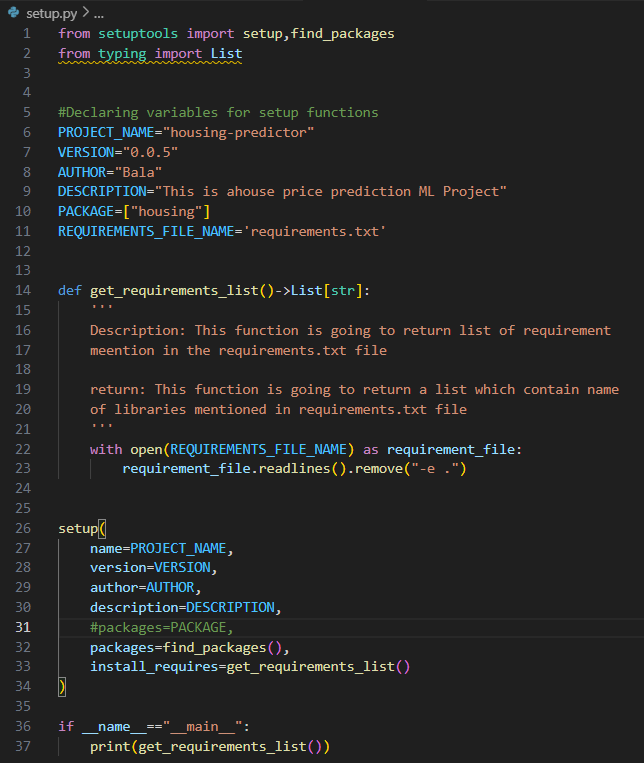 setup.py > ...
1 from setuptools import setup,find_packages
2 from typing import List
3
4
5 #Declaring variables for setup functions
6 PROJECT_NAME="housing-predictor"
7 VERSION="0.0.5"
8 AUTHOR="Bala"
9 DESCRIPTION="This is ahouse price prediction ML Project"
10 PACKAGE=["housing"]
11 REQUIREMENTS_FILE_NAME='requirements.txt'
12
13
14 def get_requirements_list()->List[str]:
15     '''
16     Description: This function is going to return list of requirement
17     meention in the requirements.txt file
18
19     return: This function is going to return a list which contain name
20     of libraries mentioned in requirements.txt file
21     '''
22     with open(REQUIREMENTS_FILE_NAME) as requirement_file:
23         requirement_file.readlines().remove("-e .")
24
25
26 setup(
27     name=PROJECT_NAME,
28     version=VERSION,
29     author=AUTHOR,
30     description=DESCRIPTION,
31     #packages=PACKAGE,
32     packages=find_packages(),
33     install_requires=get_requirements_list()
34 )
35
36 if __name__=="__main__":
37     print(get_requirements_list())